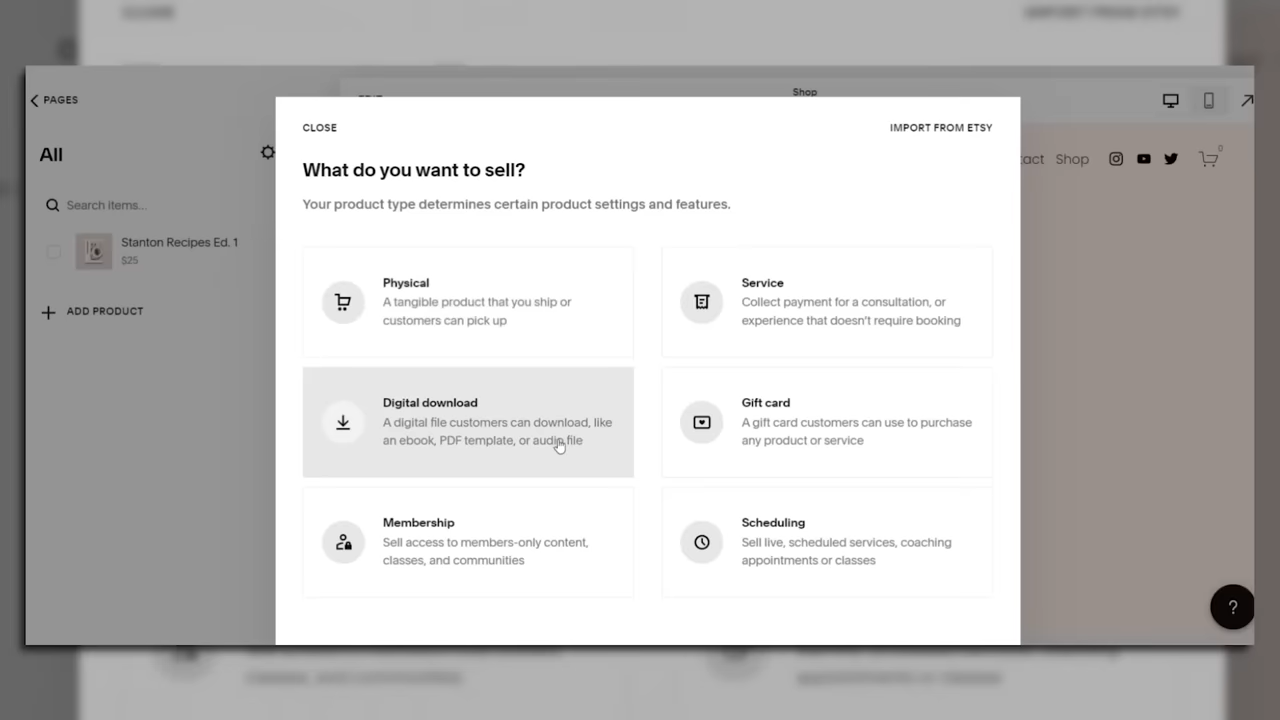 PAGES
All
Search items...
Stanton Recipes Ed. 1
$25
ADD PRODUCT
Shop
Shop
0
CLOSE
IMPORT FROM ETSY
What do you want to sell?
Your product type determines certain product settings and features.
Physical
A tangible product that you ship or
customers can pick up
Service
Collect payment for a consultation, or
experience that doesn't require booking
Digital download
A digital file customers can download, like
an ebook, PDF template, or audio file
Gift card
A gift card customers can use to purchase
any product or service
Membership
Sell access to members-only content,
classes, and communities
Scheduling
Sell live, scheduled services, coaching
appointments or classes
?